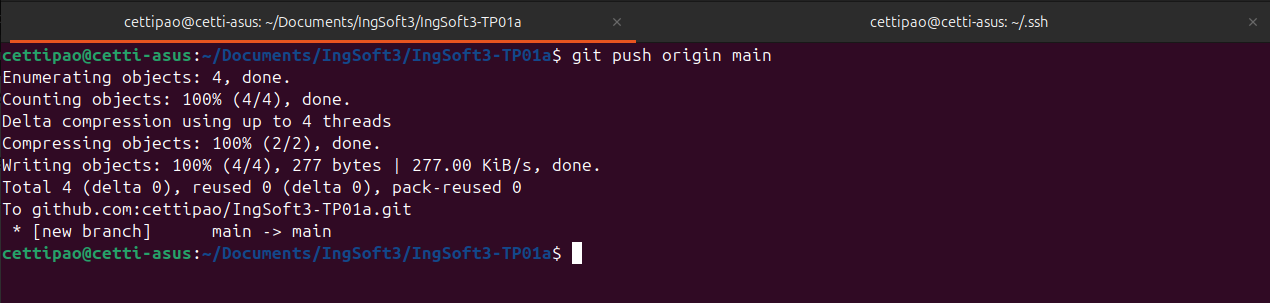 cettipao@cetti-asus: ~/Documents/IngSoft3/IngSoft3-TP01a × cettipao@cetti-asus: ~/.ssh ×
cettipao@cetti-asus:~/Documents/IngSoft3/IngSoft3-TP01a$ git push origin main
Enumerating objects: 4, done.
Counting objects: 100% (4/4), done.
Delta compression using up to 4 threads
Compressing objects: 100% (2/2), done.
Writing objects: 100% (4/4), 277 bytes | 277.00 KiB/s, done.
Total 4 (delta 0), reused 0 (delta 0), pack-reused 0
To github.com:cettipao/IngSoft3-TP01a.git
 * [new branch]      main -> main
cettipao@cetti-asus:~/Documents/IngSoft3/IngSoft3-TP01a$